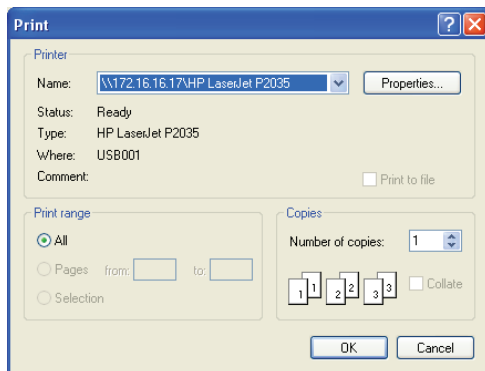 Print
Printer
Name: \\172.16.16.17\HP LaserJet P2035 Properties...
Status: Ready
Type: HP LaserJet P2035
Where: USB001
Comment: Print to file
Print range
All
Pages from: to:
Selection
Copies
Number of copies: 1
1 1 2 2 3 3 Collate
OK Cancel